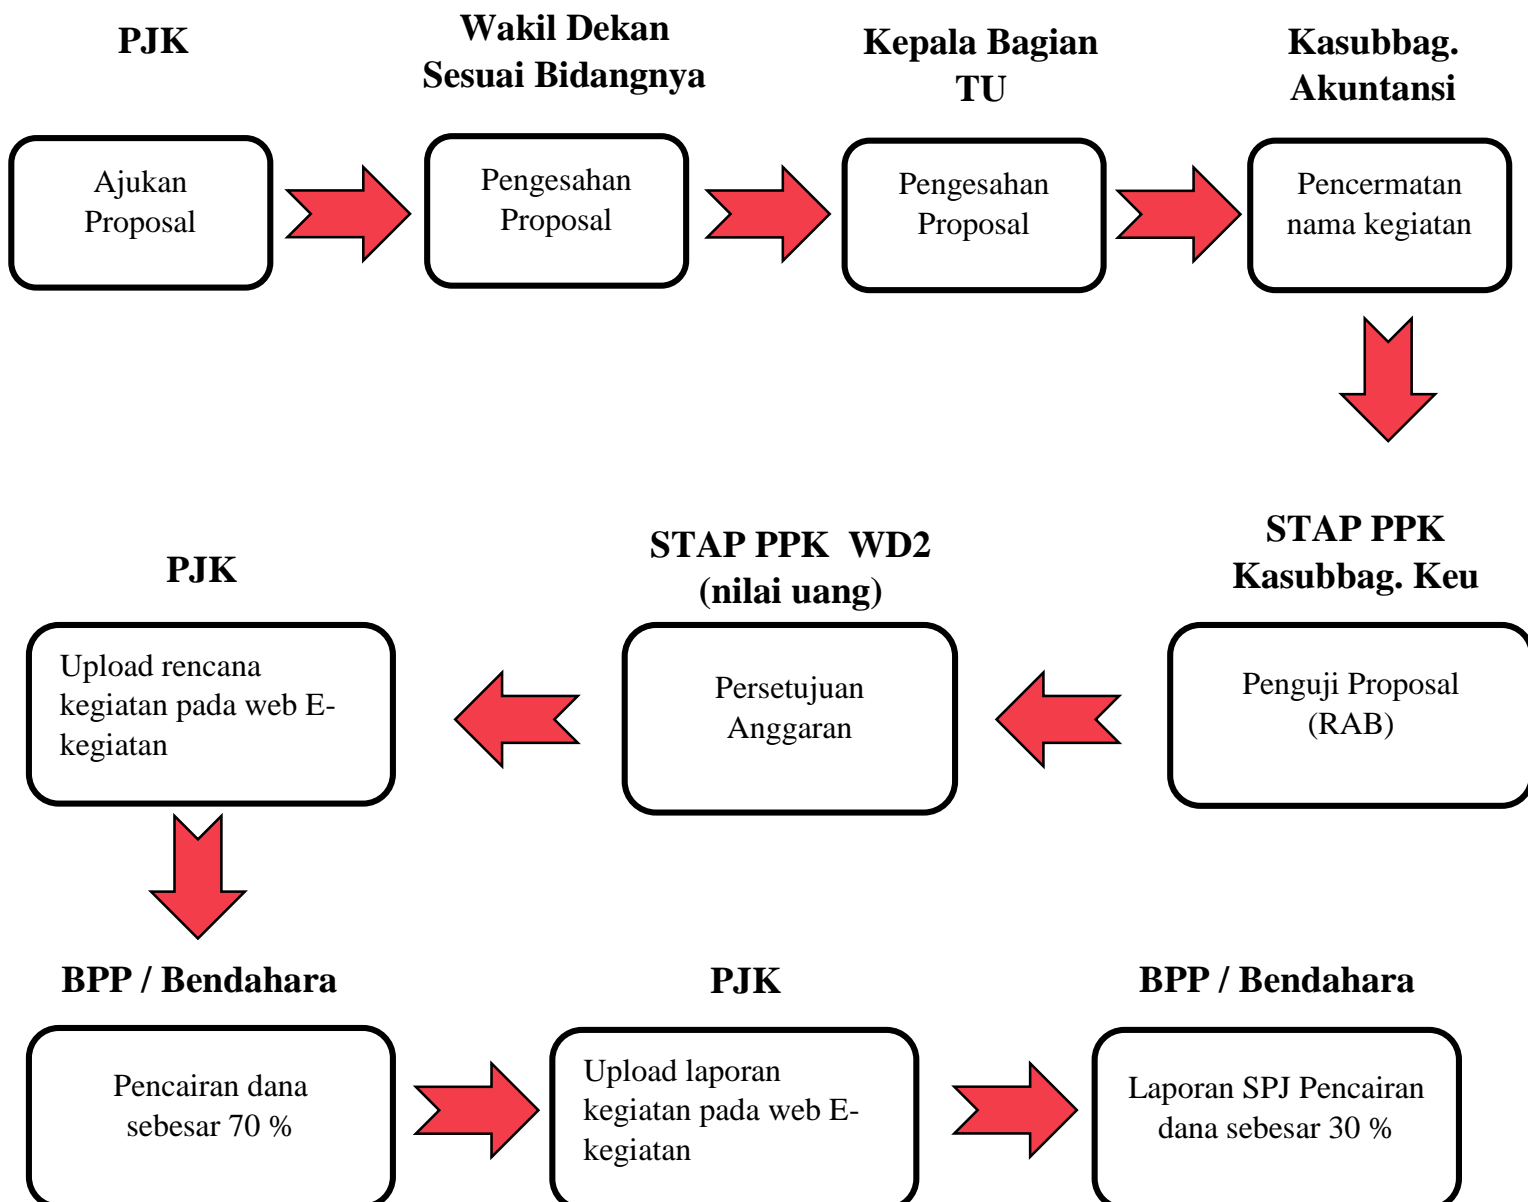 PJK
Wakil Dekan
Sesuai Bidangnya
Kepala Bagian
TU
Kasubbag.
Akuntansi
Ajukan
Proposal
Pengesahan
Proposal
Pengesahan
Proposal
Pencermatan
nama kegiatan
PJK
STAP PPK WD2
(nilai uang)
STAP PPK
Kasubbag. Keu
Upload rencana
kegiatan pada web E-
kegiatan
Persetujuan
Anggaran
Penguji Proposal
(RAB)
BPP / Bendahara
PJK
BPP / Bendahara
Pencairan dana
sebesar 70 %
Upload laporan
kegiatan pada web E-
kegiatan
Laporan SPJ Pencairan
dana sebesar 30 %